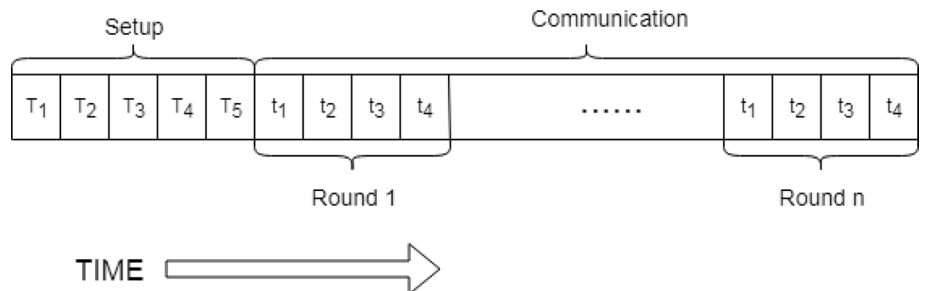 Setup
Communication
T1 T2 T3 T4 T5 t1 t2 t3 t4 ...... t1 t2 t3 t4
Round 1
Round n
TIME